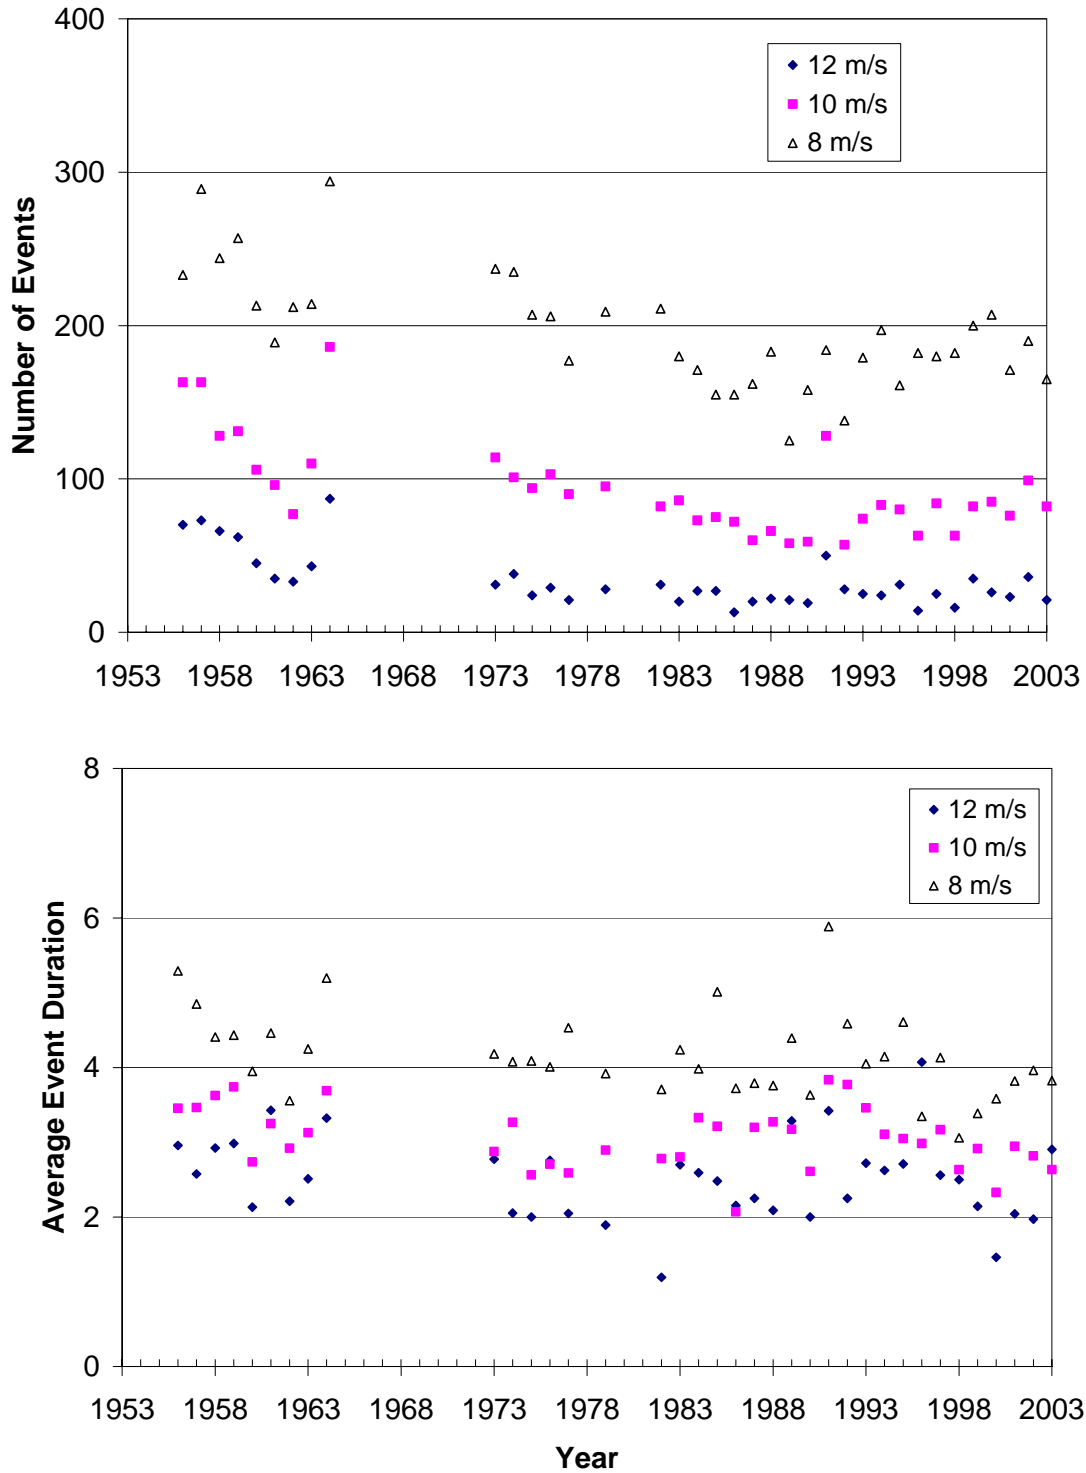 400
300
200
100
0
Number of Events
12 m/s
10 m/s
8 m/s
1953 1958 1963 1968 1973 1978 1983 1988 1993 1998 2003
8
6
4
2
0
Average Event Duration
12 m/s
10 m/s
8 m/s
1953 1958 1963 1968 1973 1978 1983 1988 1993 1998 2003
Year